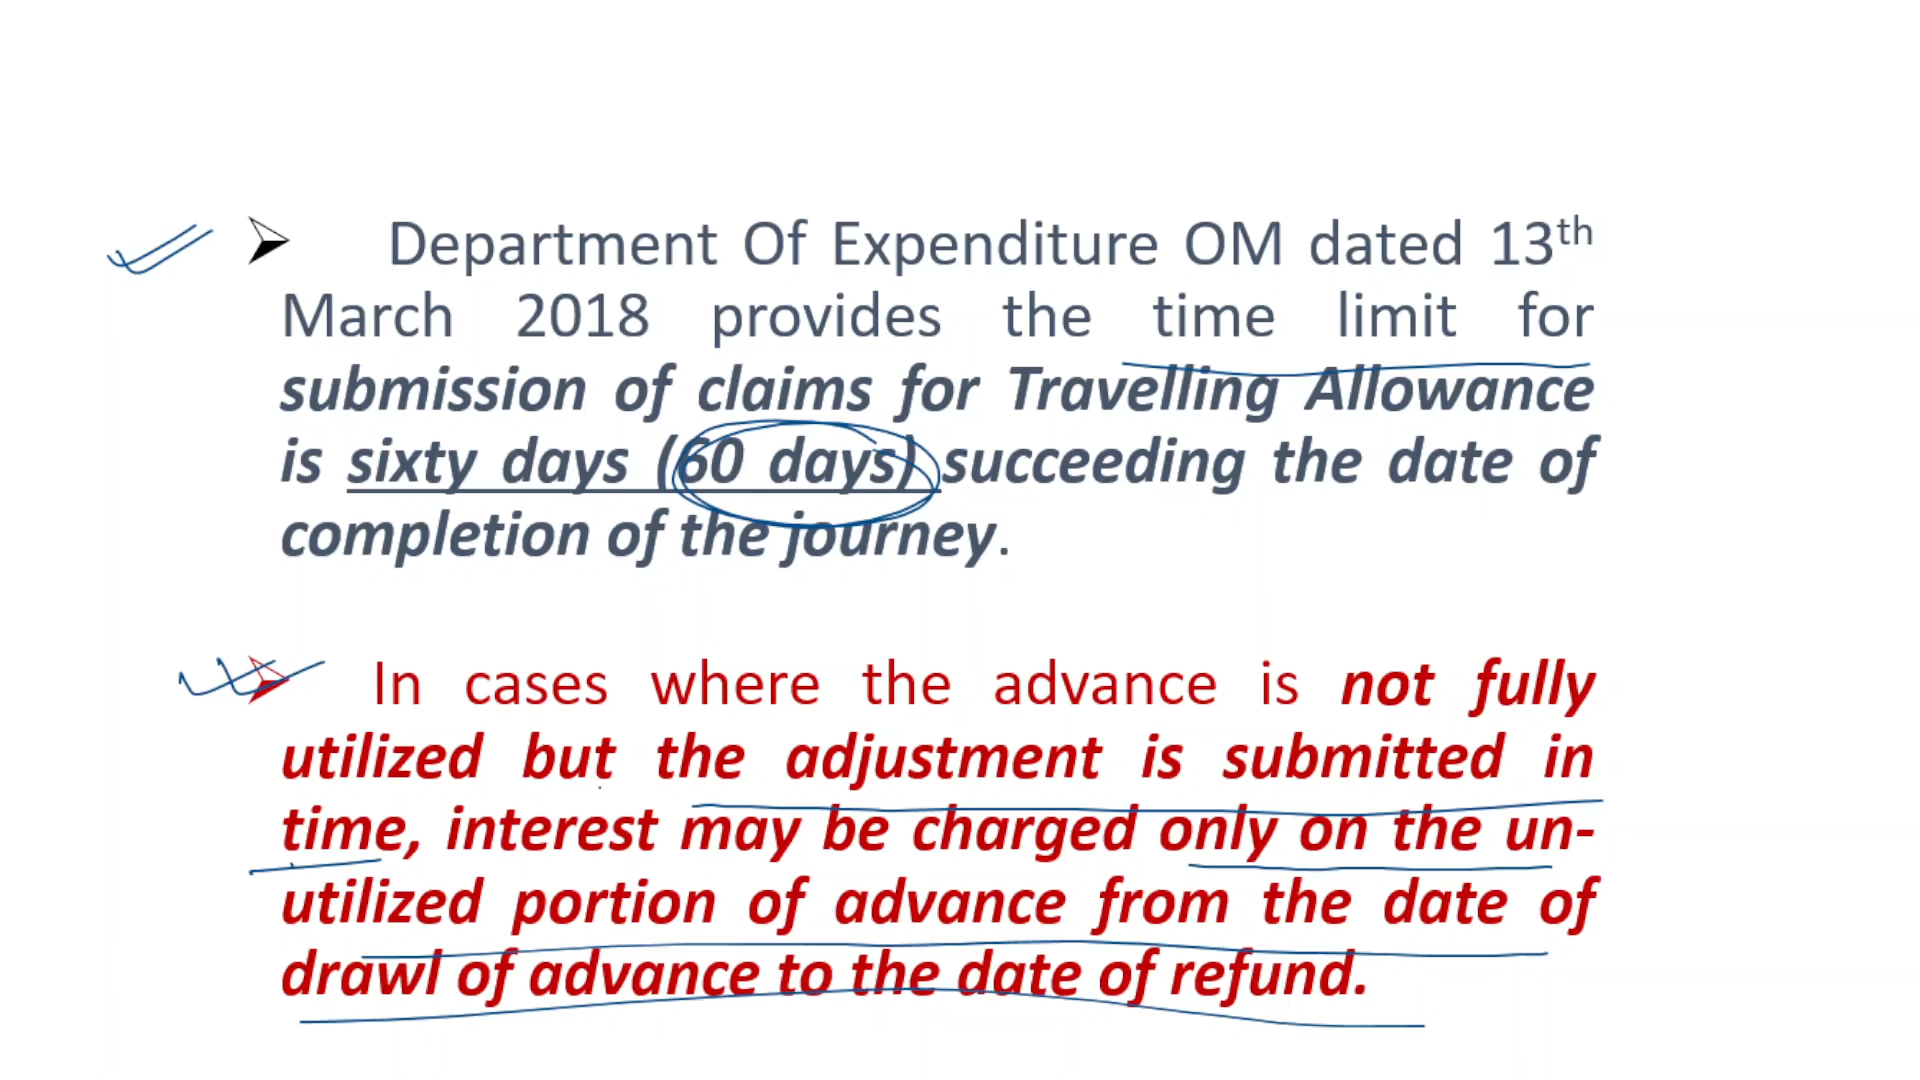 Department Of Expenditure OM dated 13th
March 2018 provides the time limit for
submission of claims for Travelling Allowance
is sixty days (60 days) succeeding the date of
completion of the journey.
In cases where the advance is not fully
utilized but the adjustment is submitted in
time, interest may be charged only on the un-
utilized portion of advance from the date of
drawl of advance to the date of refund.